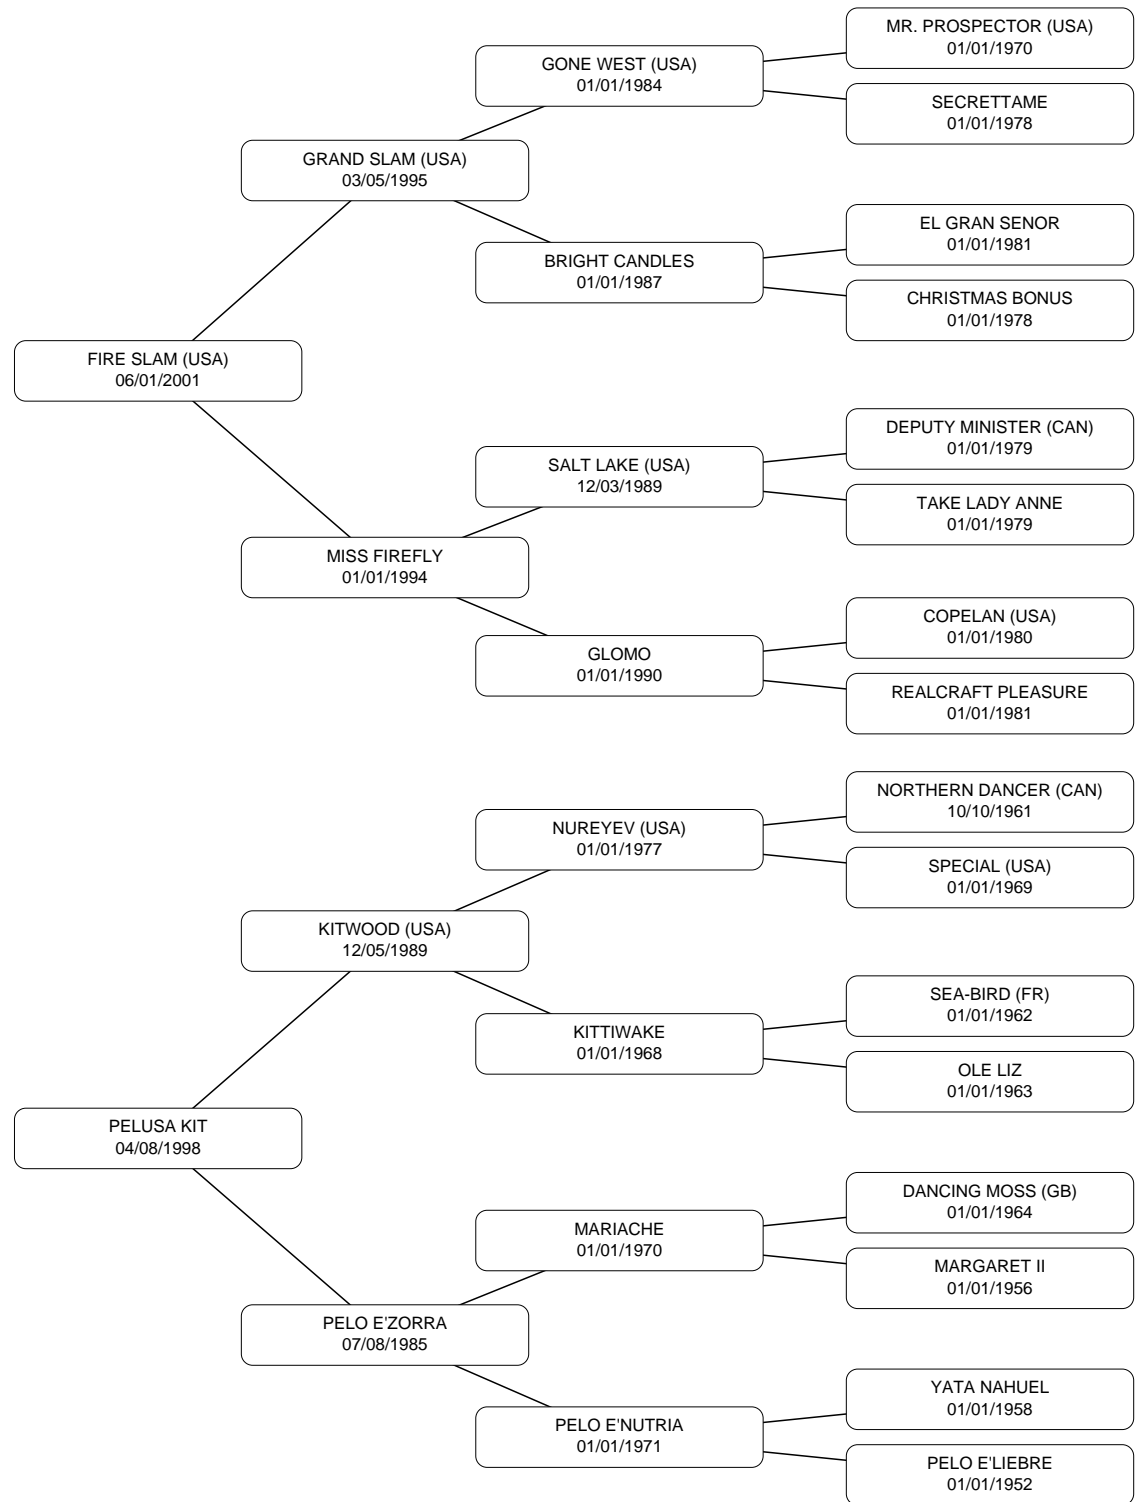 MR. PROSPECTOR (USA)
01/01/1970
GONE WEST (USA)
01/01/1984
SECRETTAME
01/01/1978
GRAND SLAM (USA)
03/05/1995
EL GRAN SENOR
01/01/1981
BRIGHT CANDLES
01/01/1987
CHRISTMAS BONUS
01/01/1978
FIRE SLAM (USA)
06/01/2001
DEPUTY MINISTER (CAN)
01/01/1979
SALT LAKE (USA)
12/03/1989
TAKE LADY ANNE
01/01/1979
MISS FIREFLY
01/01/1994
COPELAN (USA)
01/01/1980
GLOMO
01/01/1990
REALCRAFT PLEASURE
01/01/1981
NORTHERN DANCER (CAN)
10/10/1961
NUREYEV (USA)
01/01/1977
SPECIAL (USA)
01/01/1969
KITWOOD (USA)
12/05/1989
SEA-BIRD (FR)
01/01/1962
KITTIWAKE
01/01/1968
OLE LIZ
01/01/1963
PELUSA KIT
04/08/1998
DANCING MOSS (GB)
01/01/1964
MARIACHE
01/01/1970
MARGARET II
01/01/1956
PELO E'ZORRA
07/08/1985
YATA NAHUEL
01/01/1958
PELO E'NUTRIA
01/01/1971
PELO E'LIEBRE
01/01/1952